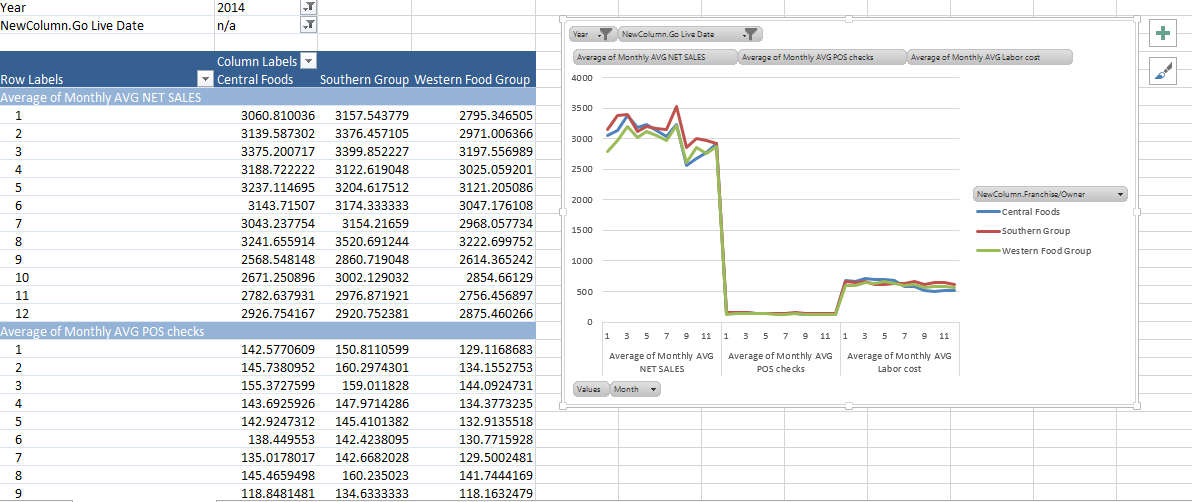 Year 2014
NewColumn.Go Live Date n/a
Column Labels
Row Labels Central Foods Southern Group Western Food Group
Average of Monthly AVG NET SALES
1 3060.810036 3157.543779 2795.346505
2 3139.587302 3376.457105 2971.006366
3 3375.200717 3399.852227 3197.556989
4 3188.722222 3122.619048 3025.059201
5 3237.114695 3204.617512 3121.205086
6 3143.71507 3174.333333 3047.176108
7 3043.237754 3154.21659 2968.057734
8 3241.655914 3520.691244 3222.699752
9 2568.548148 2860.719048 2614.365242
10 2671.250896 3002.129032 2854.66129
11 2782.637931 2976.871921 2756.456897
12 2926.754167 2920.752381 2875.460266
Average of Monthly AVG POS checks
1 142.5770609 150.8110599 129.1168683
2 145.7380952 160.2974301 134.1552753
3 155.3727599 159.011828 144.0924731
4 143.6925926 147.9714286 134.3773235
5 142.9247312 145.4101382 132.9135518
6 138.449553 142.4238095 130.7715928
7 135.0178017 142.6682028 129.5002481
8 145.4659498 160.235023 141.7444169
9 118.8481481 134.6333333 118.1632479
Year NewColumn.Go Live Date
Average of Monthly AVG NET SALES Average of Monthly AVG POS checks Average of Monthly AVG Labor cost
4000
3500
3000
2500
2000
1500
1000
500
0
1 3 5 7 9 11 1 3 5 7 9 11 1 3 5 7 9 11
Average of Monthly AVG Average of Monthly AVG Average of Monthly AVG
NET SALES POS checks Labor cost
Values Month
NewColumn.Franchise/Owner
Central Foods
Southern Group
Western Food Group